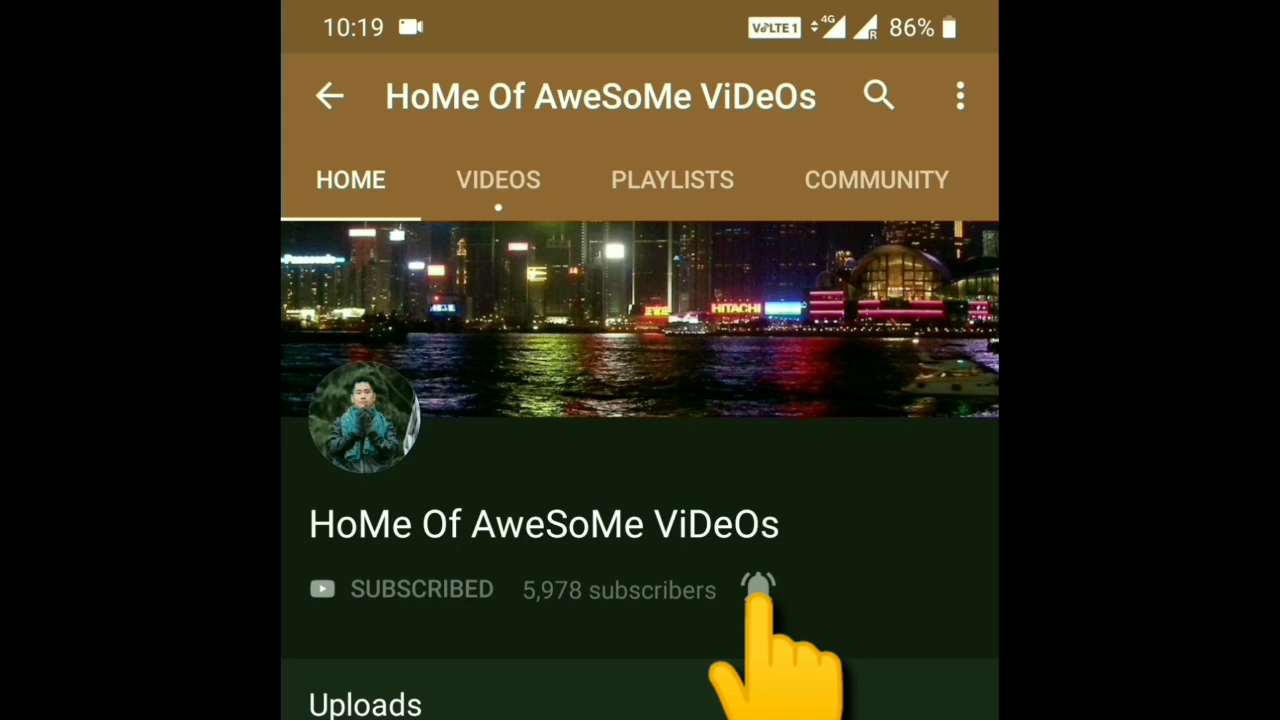 10:19 VoLTE 1 4G R 86%
HoMe Of AweSoMe ViDeOs
HOME VIDEOS PLAYLISTS COMMUNITY
Panasonic
HITACHI
HoMe Of AweSoMe ViDeOs
SUBSCRIBED 5,978 subscribers
Uploads